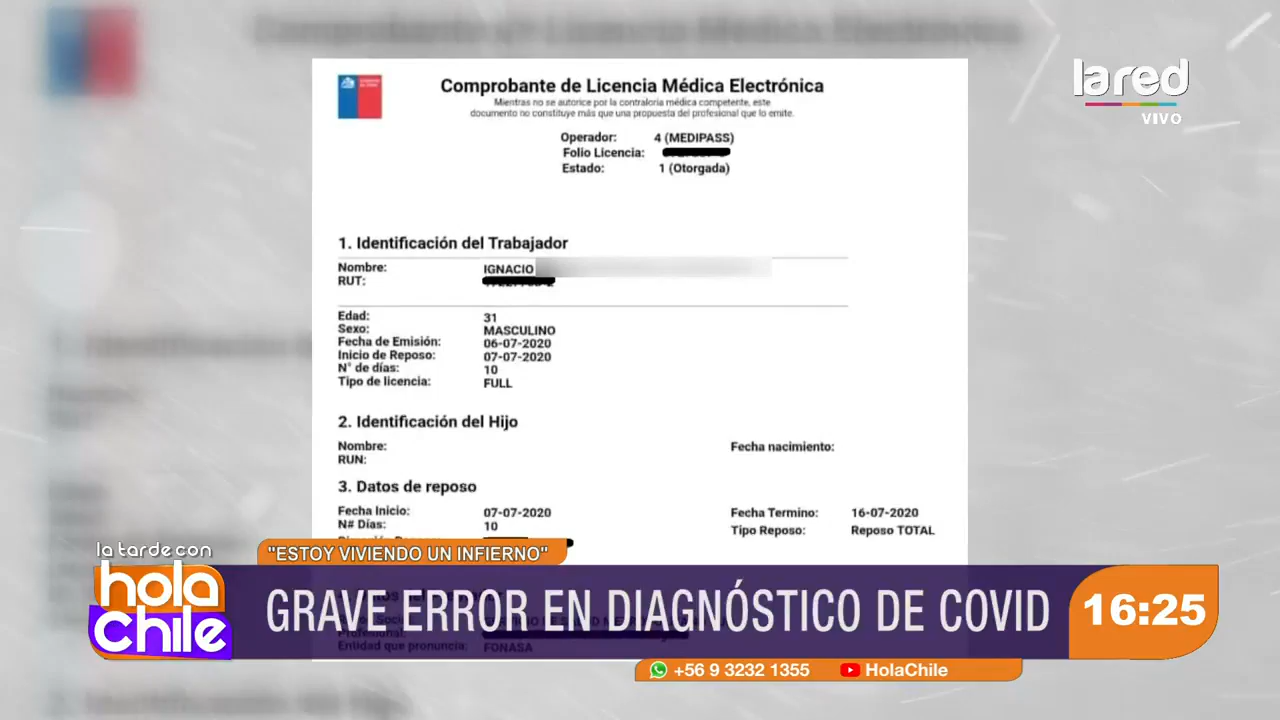 Comprobante de Licencia Médica Electrónica
Mientras no se autorice por la contraloria médica competente, este
documento no constituye más que una propuesta del profesional que lo emite.
lared
VIVO
Operador: 4 (MEDIPASS)
Folio Licencia:
Estado: 1 (Otorgada)
1. Identificación del Trabajador
Nombre: IGNACIO
RUT:
Edad: 31
Sexo: MASCULINO
Fecha de Emisión: 06-07-2020
Inicio de Reposo: 07-07-2020
N° de días: 10
Tipo de licencia: FULL
2. Identificación del Hijo
Nombre: Fecha nacimiento:
RUN:
3. Datos de reposo
Fecha Inicio: 07-07-2020 Fecha Termino: 16-07-2020
N# Días: 10 Tipo Reposo: Reposo TOTAL
la tarde con
hola
chile
"ESTOY VIVIENDO UN INFIERNO"
GRAVE ERROR EN DIAGNÓSTICO DE COVID
16:25
Profesional:
Entidad que pronuncia: FONASA
+56 9 3232 1355 HolaChile